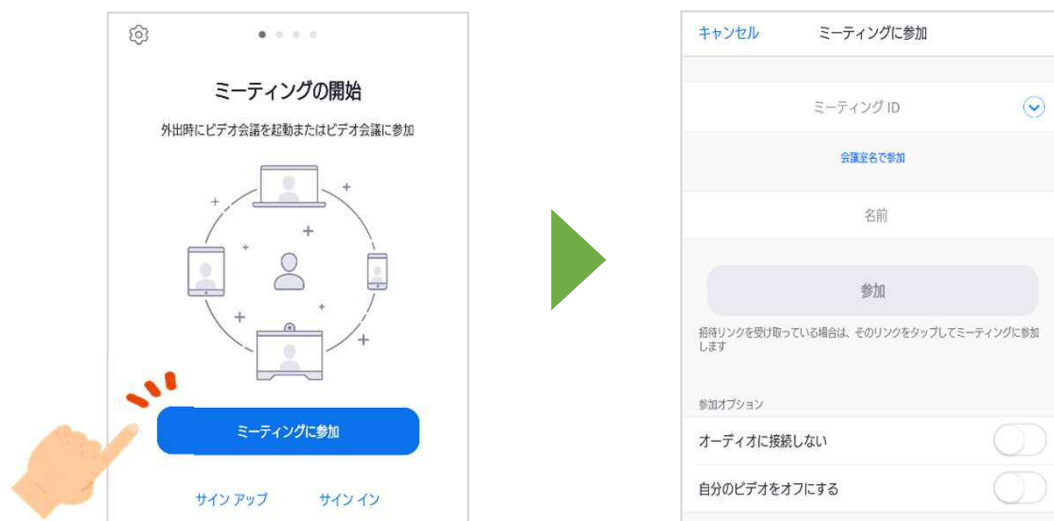 ミーティングの開始
外出時にビデオ会議を起動またはビデオ会議に参加
ミーティングに参加
サイン アップ
サイン イン
キャンセル
ミーティングに参加
ミーティング ID
会議室名で参加
名前
参加
招待リンクを受け取っている場合は、そのリンクをタップしてミーティングに参加
します
参加オプション
オーディオに接続しない
自分のビデオをオフにする